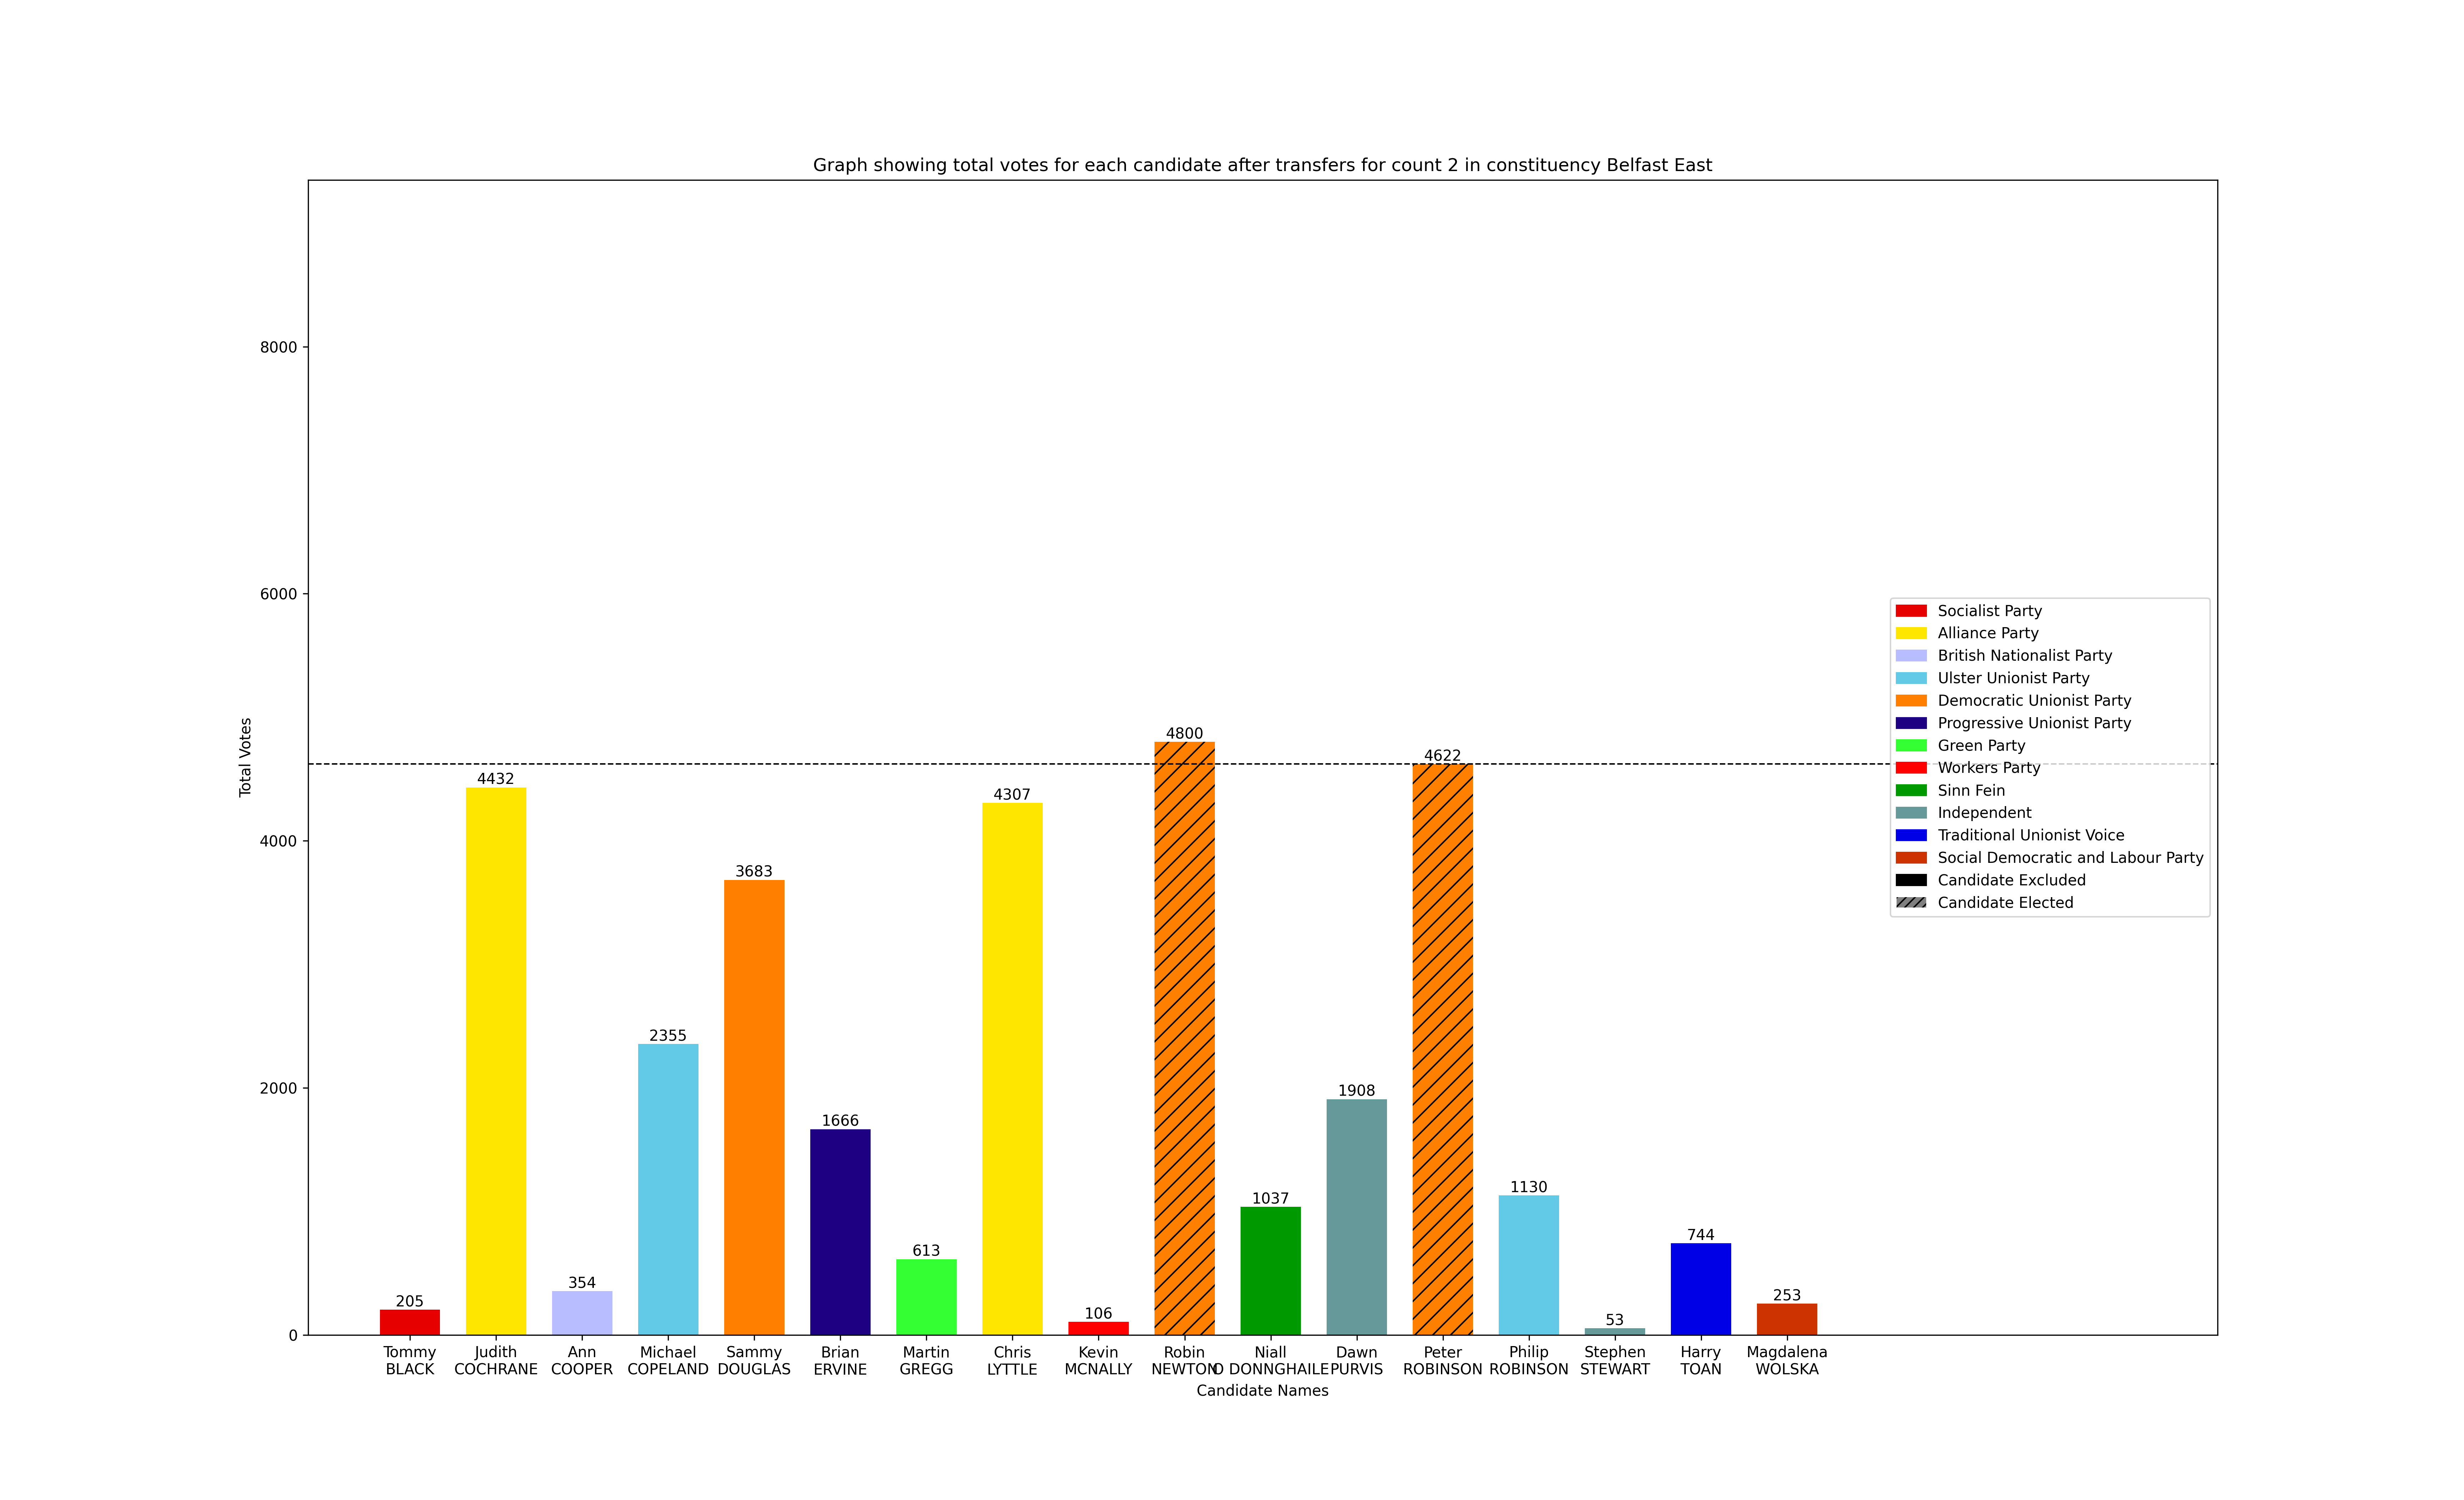 Graph showing total votes for each candidate after transfers for count 2 in constituency Belfast East
Total Votes
8000
6000
4000
2000
0
205
4432
354
2355
3683
1666
613
4307
106
4800
1037
1908
4622
1130
53
744
253
Tommy
BLACK
Judith
COCHRANE
Ann
COOPER
Michael
COPELAND
Sammy
DOUGLAS
Brian
ERVINE
Martin
GREGG
Chris
LYTTLE
Kevin
MCNALLY
Robin
NEWTON
Niall
O DONNGHAILE
Dawn
PURVIS
Peter
ROBINSON
Philip
ROBINSON
Stephen
STEWART
Harry
TOAN
Magdalena
WOLSKA
Candidate Names
Socialist Party
Alliance Party
British Nationalist Party
Ulster Unionist Party
Democratic Unionist Party
Progressive Unionist Party
Green Party
Workers Party
Sinn Fein
Independent
Traditional Unionist Voice
Social Democratic and Labour Party
Candidate Excluded
Candidate Elected